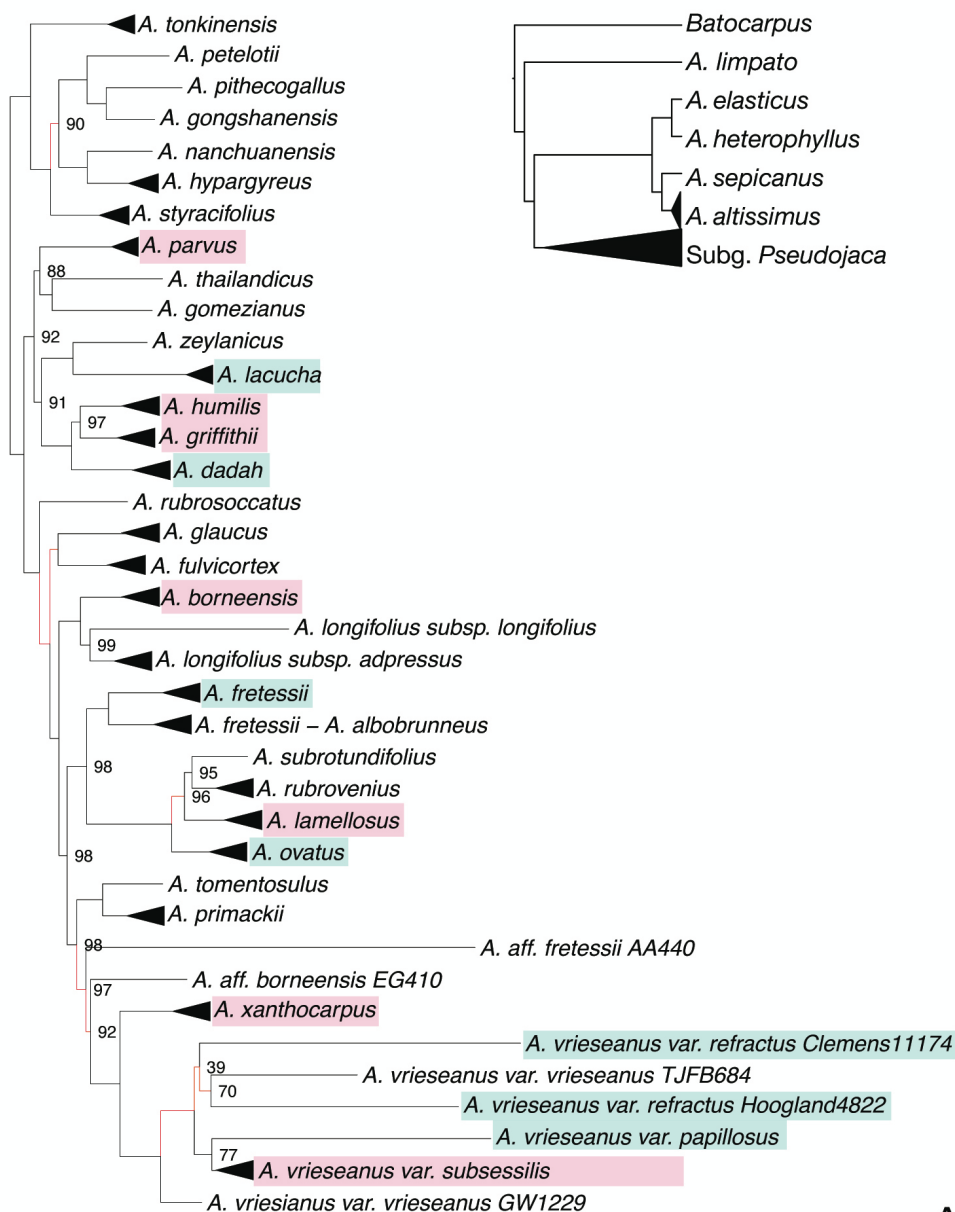 A. tonkinensis
A. petelotii
A. pithecogallus
A. gongshanensis
90
A. nanchuanensis
A. hypargyreus
A. styracifolius
A. parvus
88
A. thailandicus
A. gomezianus
92
A. zeylanicus
A. lacucha
91
A. humilis
97
A. griffithii
A. dadah
A. rubrosoccatus
A. glaucus
A. fulvicortex
A. borneensis
A. longifolius subsp. longifolius
99
A. longifolius subsp. adpressus
A. fretessii
A. fretessii – A. albobrunneus
98
A. subrotundifolius
95
A. rubrovenius
96
A. lamellosus
A. ovatus
98
A. tomentosulus
A. primackii
98
A. aff. fretessii AA440
A. aff. borneensis EG410
97
A. xanthocarpus
92
A. vrieseanus var. refractus Clemens11174
39
A. vrieseanus var. vrieseanus TJFB684
70
A. vrieseanus var. refractus Hoogland4822
A. vrieseanus var. papillosus
77
A. vrieseanus var. subsessilis
A. vriesianus var. vrieseanus GW1229
Batocarpus
A. limpato
A. elasticus
A. heterophyllus
A. sepicanus
A. altissimus
Subg. Pseudojaca